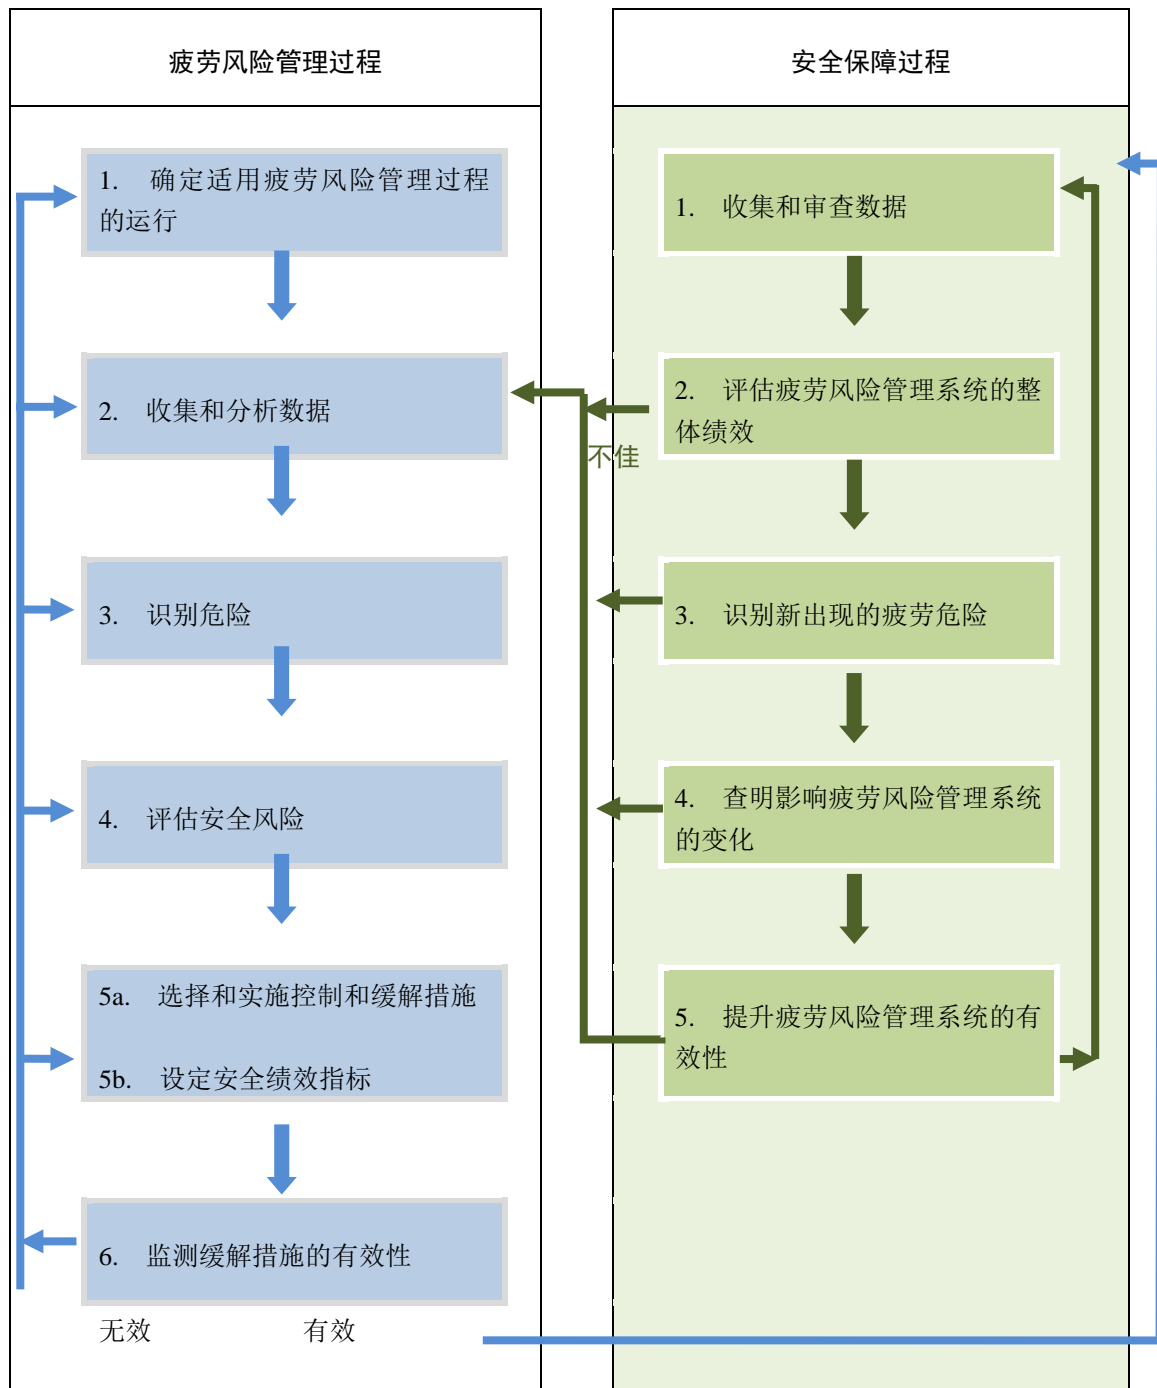 疲劳风险管理过程
1. 确定适用疲劳风险管理过程
的运行
2. 收集和分析数据
3. 识别危险
4. 评估安全风险
5a. 选择和实施控制和缓解措施
5b. 设定安全绩效指标
6. 监测缓解措施的有效性
无效 有效
安全保障过程
1. 收集和审查数据
2. 评估疲劳风险管理系统的整
体绩效
不佳
3. 识别新出现的疲劳危险
4. 查明影响疲劳风险管理系统
的变化
5. 提升疲劳风险管理系统的有
效性